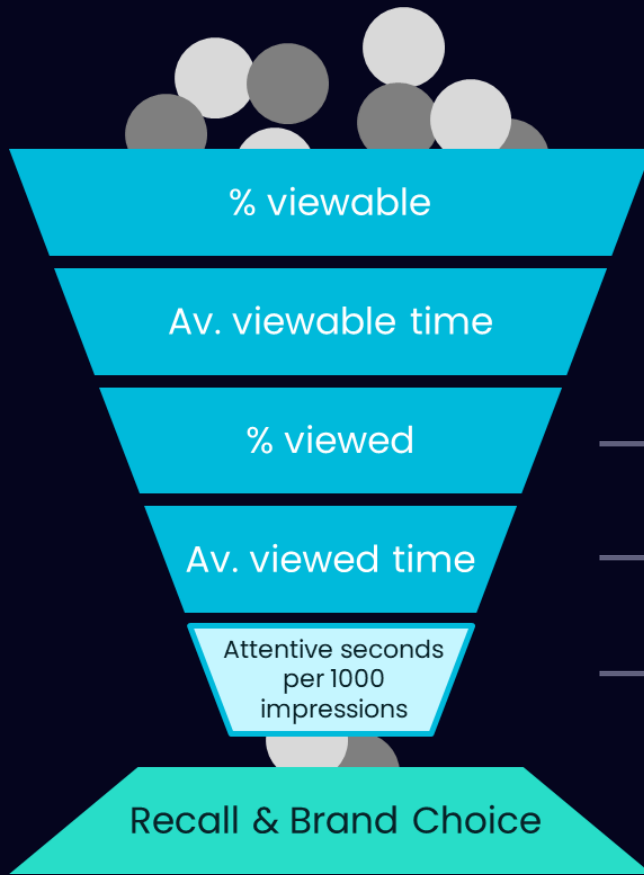 % viewable
Av. viewable time
% viewed
Av. viewed time
Attentive seconds
per 1000
impressions
Recall & Brand Choice